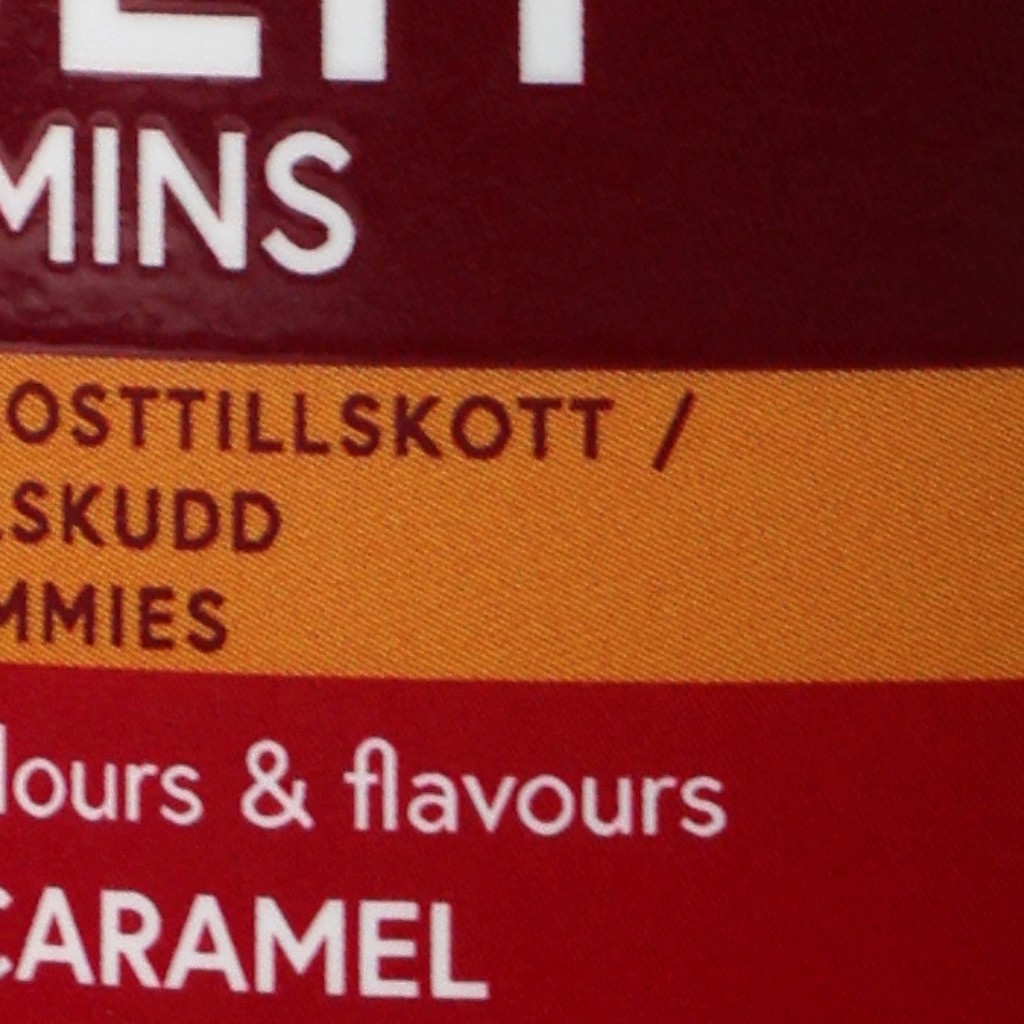 MINS
OSTTILLSKOTT /
LSKUDD
MMIES
lours & flavours
CARAMEL